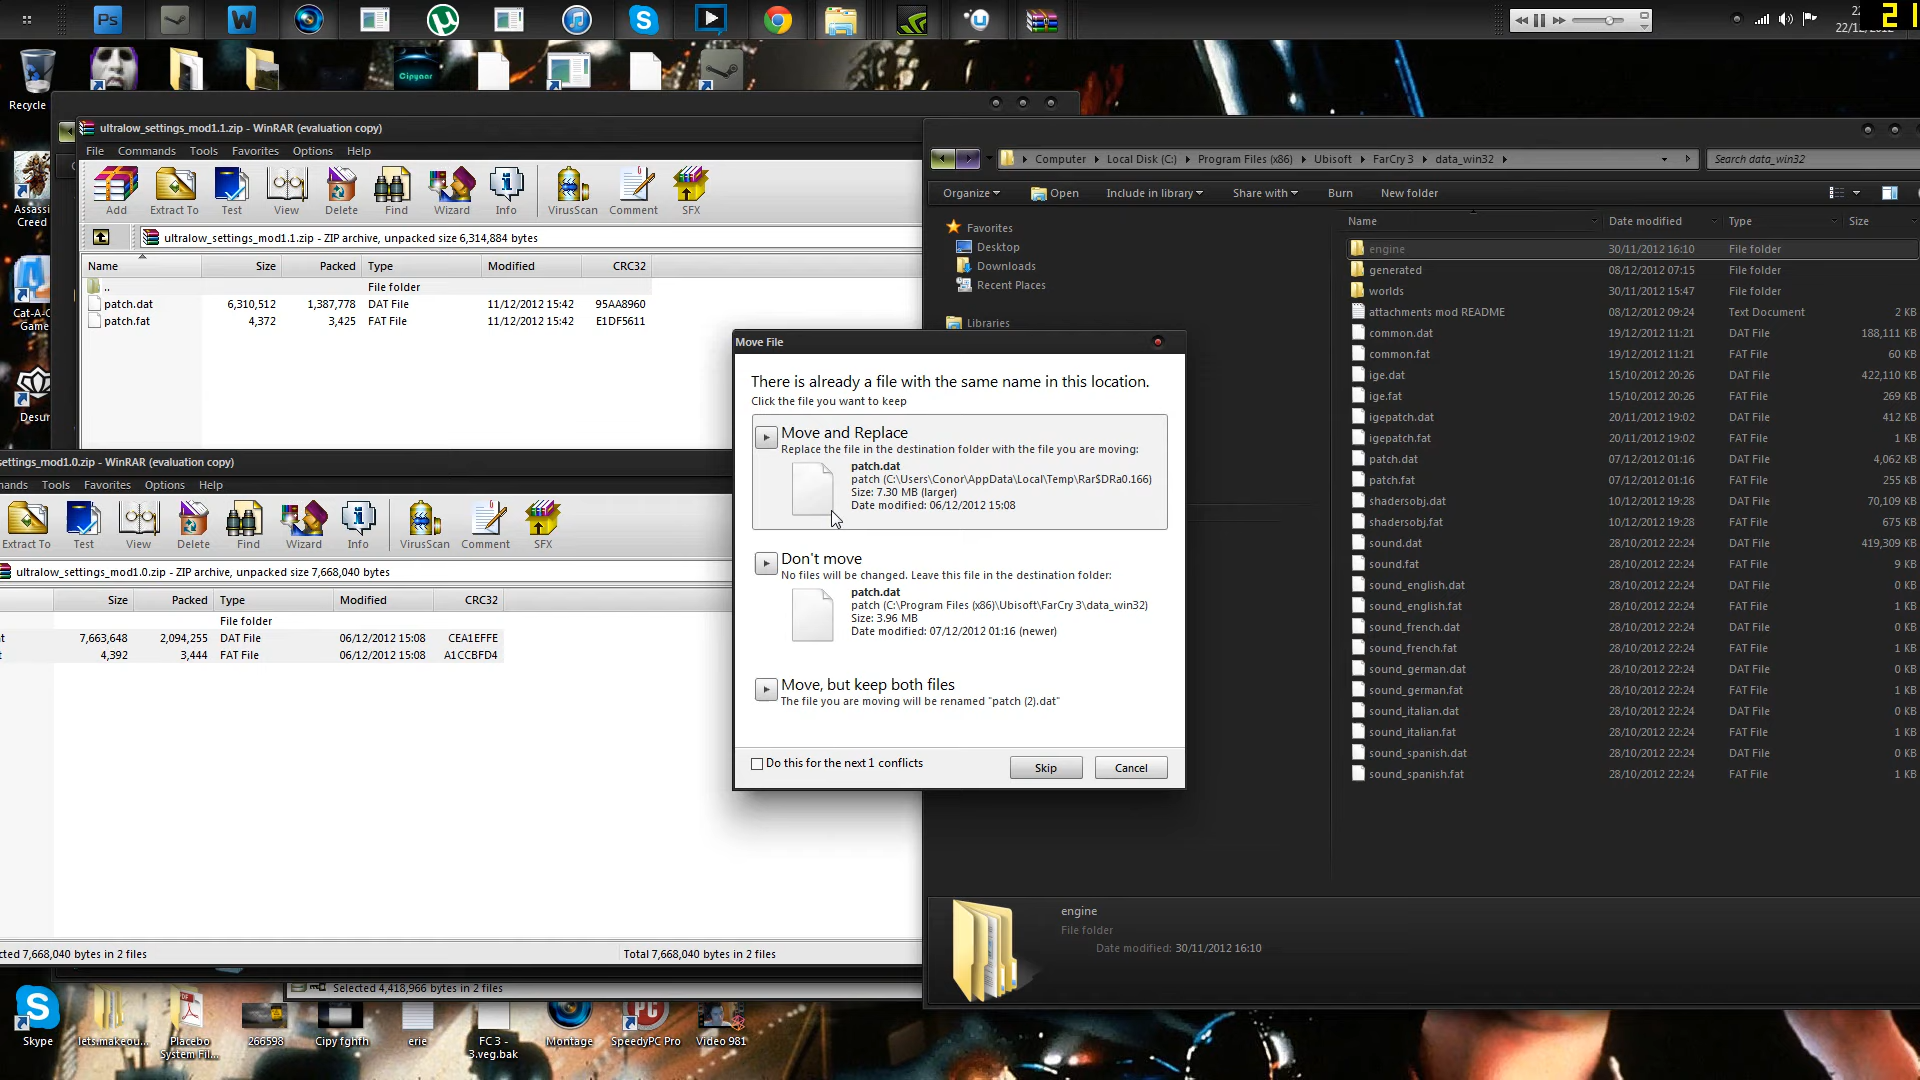 21
22/12/2012
Cipynar
Recycle
Assassi
Creed
Cat-A-C
Game
Desur
ultralow_settings_mod1.1.zip - WinRAR (evaluation copy)
File Commands Tools Favorites Options Help
Add Extract To Test View Delete Find Wizard Info VirusScan Comment SFX
ultralow_settings_mod1.1.zip - ZIP archive, unpacked size 6,314,884 bytes
Name Size Packed Type Modified CRC32
.. File folder
patch.dat 6,310,512 1,387,778 DAT File 11/12/2012 15:42 95AA8960
patch.fat 4,372 3,425 FAT File 11/12/2012 15:42 E1DF5611
settings_mod1.0.zip - WinRAR (evaluation copy)
mands Tools Favorites Options Help
Extract To Test View Delete Find Wizard Info VirusScan Comment SFX
ultralow_settings_mod1.0.zip - ZIP archive, unpacked size 7,668,040 bytes
Size Packed Type Modified CRC32
File folder
7,663,648 2,094,255 DAT File 06/12/2012 15:08 CEA1EFFE
4,392 3,444 FAT File 06/12/2012 15:08 A1CCBFD4
cted 7,668,040 bytes in 2 files Total 7,668,040 bytes in 2 files
Selected 4,418,966 bytes in 2 files
Move File
There is already a file with the same name in this location.
Click the file you want to keep
Move and Replace
Replace the file in the destination folder with the file you are moving:
patch.dat
patch (C:\Users\Conor\AppData\Local\Temp\Rar$DRa0.166)
Size: 7.30 MB (larger)
Date modified: 06/12/2012 15:08
Don't move
No files will be changed. Leave this file in the destination folder:
patch.dat
patch (C:\Program Files (x86)\Ubisoft\FarCry 3\data_win32)
Size: 3.96 MB
Date modified: 07/12/2012 01:16 (newer)
Move, but keep both files
The file you are moving will be renamed "patch (2).dat"
Do this for the next 1 conflicts
Skip Cancel
Computer Local Disk (C:) Program Files (x86) Ubisoft FarCry 3 data_win32 Search data_win32
Organize Open Include in library Share with Burn New folder
Favorites
Desktop
Downloads
Recent Places
Libraries
Name Date modified Type Size
engine 30/11/2012 16:10 File folder
generated 08/12/2012 07:15 File folder
worlds 30/11/2012 15:47 File folder
attachments mod README 08/12/2012 09:24 Text Document 2 KB
common.dat 19/12/2012 11:21 DAT File 188,111 KB
common.fat 19/12/2012 11:21 FAT File 60 KB
ige.dat 15/10/2012 20:26 DAT File 422,110 KB
ige.fat 15/10/2012 20:26 FAT File 269 KB
igepatch.dat 20/11/2012 19:02 DAT File 412 KB
igepatch.fat 20/11/2012 19:02 FAT File 1 KB
patch.dat 07/12/2012 01:16 DAT File 4,062 KB
patch.fat 07/12/2012 01:16 FAT File 255 KB
shadersobj.dat 10/12/2012 19:28 DAT File 70,109 KB
shadersobj.fat 10/12/2012 19:28 FAT File 675 KB
sound.dat 28/10/2012 22:24 DAT File 419,309 KB
sound.fat 28/10/2012 22:24 FAT File 9 KB
sound_english.dat 28/10/2012 22:24 DAT File 0 KB
sound_english.fat 28/10/2012 22:24 FAT File 1 KB
sound_french.dat 28/10/2012 22:24 DAT File 0 KB
sound_french.fat 28/10/2012 22:24 FAT File 1 KB
sound_german.dat 28/10/2012 22:24 DAT File 0 KB
sound_german.fat 28/10/2012 22:24 FAT File 1 KB
sound_italian.dat 28/10/2012 22:24 DAT File 0 KB
sound_italian.fat 28/10/2012 22:24 FAT File 1 KB
sound_spanish.dat 28/10/2012 22:24 DAT File 0 KB
sound_spanish.fat 28/10/2012 22:24 FAT File 1 KB
engine
File folder
Date modified: 30/11/2012 16:10
Skype
letsmakeou...
Placebo
System Fil...
266598
Cipy fghfh
erie
FC 3 -
3.veg.bak
Montage
SpeedyPC Pro
Video 981